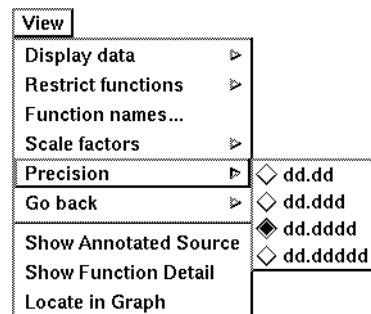 View
Display data
Restrict functions
Function names...
Scale factors
Precision
Go back
Show Annotated Source
Show Function Detail
Locate in Graph
dd.dd
dd.ddd
dd.dddd
dd.ddddd